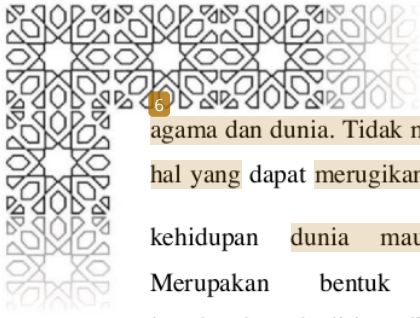 6
agama dan dunia. Tidak
hal yang dapat merugikan
kehidupan dunia
Merupakan bentuk